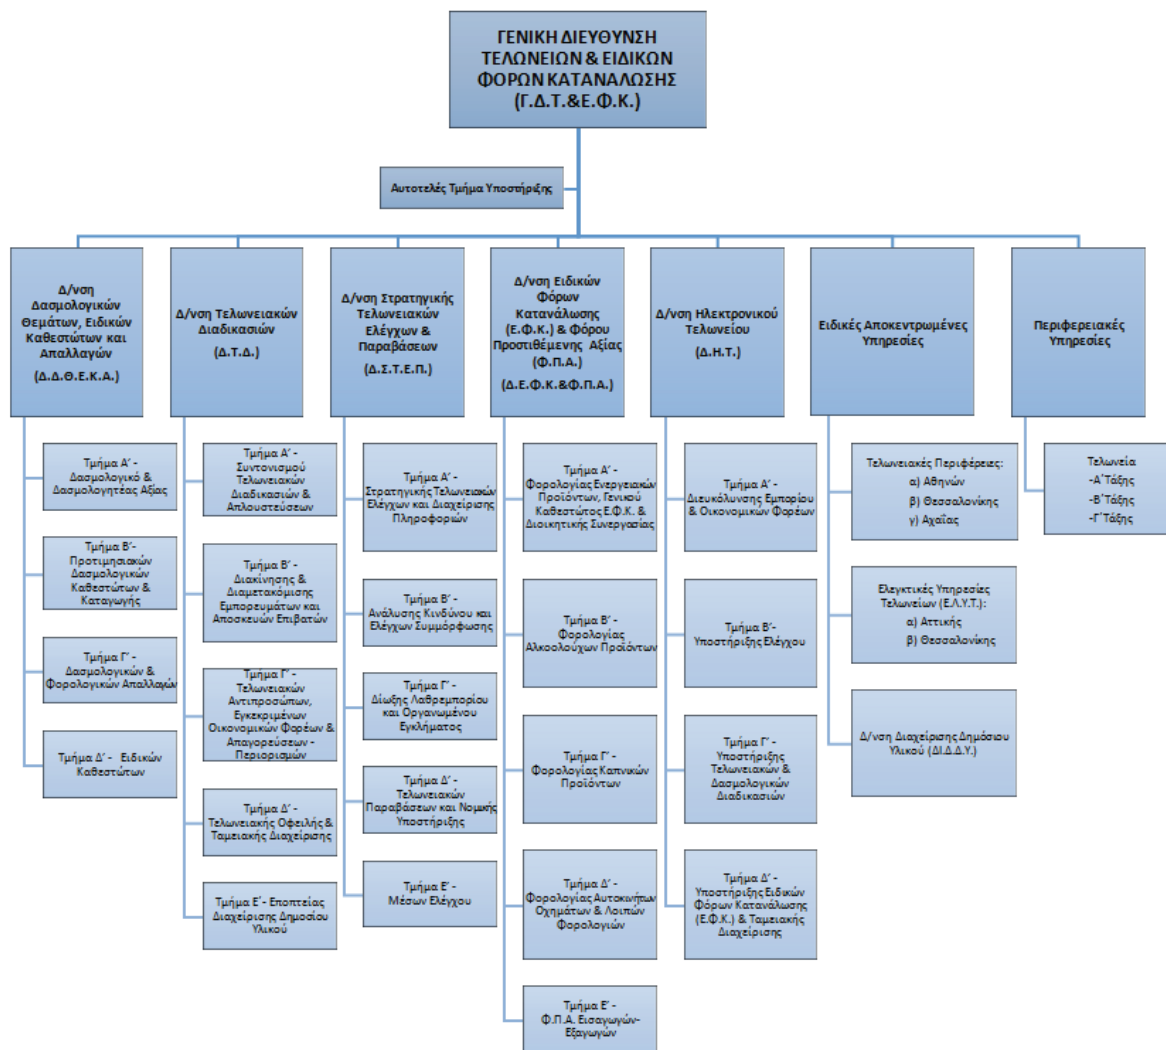 ΓΕΝΙΚΗ ΔΙΕΥΘΥΝΣΗ
ΤΕΛΩΝΕΙΩΝ & ΕΙΔΙΚΩΝ
ΦΟΡΩΝ ΚΑΤΑΝΑΛΩΣΗΣ
(Γ.Δ.Τ.&Ε.Φ.Κ.)
Αυτοτελές Τμήμα Υποστήριξης
Δ/νση
Δασμολογικών
Θεμάτων, Ειδικών
Καθεστώτων και
Απαλλαγών
(Δ.Δ.Θ.Ε.Κ.Α.)
Τμήμα Α' -
Δασμολογικό &
Δασμολογητέας Αξίας
Τμήμα Β'-
Προτιμησιακών
Δασμολογικών
Καθεστώτων &
Καταγωγής
Τμήμα Γ' -
Δασμολογικών &
Φορολογικών Απαλλαγών
Τμήμα Δ' - Ειδικών
Καθεστώτων
Δ/νση Τελωνειακών
Διαδικασιών
(Δ.Τ.Δ.)
Τμήμα Α' -
Συντονισμού
Τελωνειακών
Διαδικασιών &
Απλουστεύσεων
Τμήμα Β' -
Διακίνησης &
Διαμετακόμισης
Εμπορευμάτων και
Αποσκευών Επιβατών
Τμήμα Γ' -
Τελωνειακών
Αντιπροσώπων,
Εγκεκριμένων
Οικονομικών Φορέων &
Απαγορεύσεων -
Περιορισμών
Τμήμα Δ' -
Τελωνειακής Οφειλής &
Ταμειακής Διαχείρισης
Τμήμα Ε'- Εποπτείας
Διαχείρισης Δημοσίου
Υλικού
Δ/νση Στρατηγικής
Τελωνειακών
Ελέγχων &
Παραβάσεων
(Δ.Σ.Τ.Ε.Π.)
Τμήμα Α' -
Στρατηγικής Τελωνειακών
Ελέγχων και Διαχείρισης
Πληροφοριών
Τμήμα Β' -
Ανάλυσης Κινδύνου και
Ελέγχων Συμμόρφωσης
Τμήμα Γ' -
Δίωξης Λαθρεμπορίου
και Οργανωμένου
Εγκλήματος
Τμήμα Δ' -
Τελωνειακών
Παραβάσεων και Νομικής
Υποστήριξης
Τμήμα Ε' -
Μέσων Ελέγχου
Δ/νση Ειδικών
Φόρων
Κατανάλωσης
(Ε.Φ.Κ.) & Φόρου
Προστιθέμενης Αξίας
(Φ.Π.Α.)
(Δ.Ε.Φ.Κ.&Φ.Π.Α.)
Τμήμα Α' -
Φορολογίας Ενεργειακών
Προϊόντων, Γενικού
Καθεστώτος Ε.Φ.Κ. &
Διοικητικής Συνεργασίας
Τμήμα Β' -
Φορολογίας
Αλκοολούχων Προϊόντων
Τμήμα Γ' -
Φορολογίας Καπνικών
Προϊόντων
Τμήμα Δ' -
Φορολογίας Αυτοκινήτων
Οχημάτων & Λοιπών
Φορολογιών
Τμήμα Ε' -
Φ.Π.Α. Εισαγωγών-
Εξαγωγών
Δ/νση Ηλεκτρονικού
Τελωνείου
(Δ.Η.Τ.)
Τμήμα Α' -
Διευκόλυνσης Εμπορίου
& Οικονομικών Φορέων
Τμήμα Β'-
Υποστήριξης Ελέγχου
Τμήμα Γ' -
Υποστήριξης
Τελωνειακών &
Δασμολογικών
Διαδικασιών
Τμήμα Δ' -
Υποστήριξης Ειδικών
Φόρων Κατανάλωσης
(Ε.Φ.Κ.) & Ταμειακής
Διαχείρισης
Ειδικές Αποκεντρωμένες
Υπηρεσίες
Τελωνειακές Περιφέρειες:
α) Αθηνών
β) Θεσσαλονίκης
γ) Αχαΐας
Ελεγκτικές Υπηρεσίες
Τελωνείων (Ε.Λ.Υ.Τ.):
α) Αττικής
β) Θεσσαλονίκης
Δ/νση Διαχείρισης Δημόσιου
Υλικού (ΔΙ.Δ.Δ.Υ.)
Περιφερειακές
Υπηρεσίες
Τελωνεία
-Α'Τάξης
-Β'Τάξης
-Γ'Τάξης